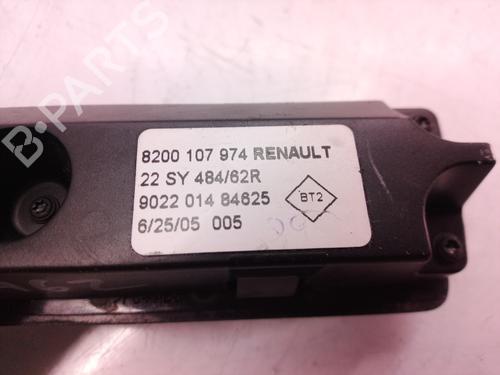 B-Parts
8200 107 974 RENAULT
22 SY 484/62R
9022 014 84625
BT2
6/25/05 005